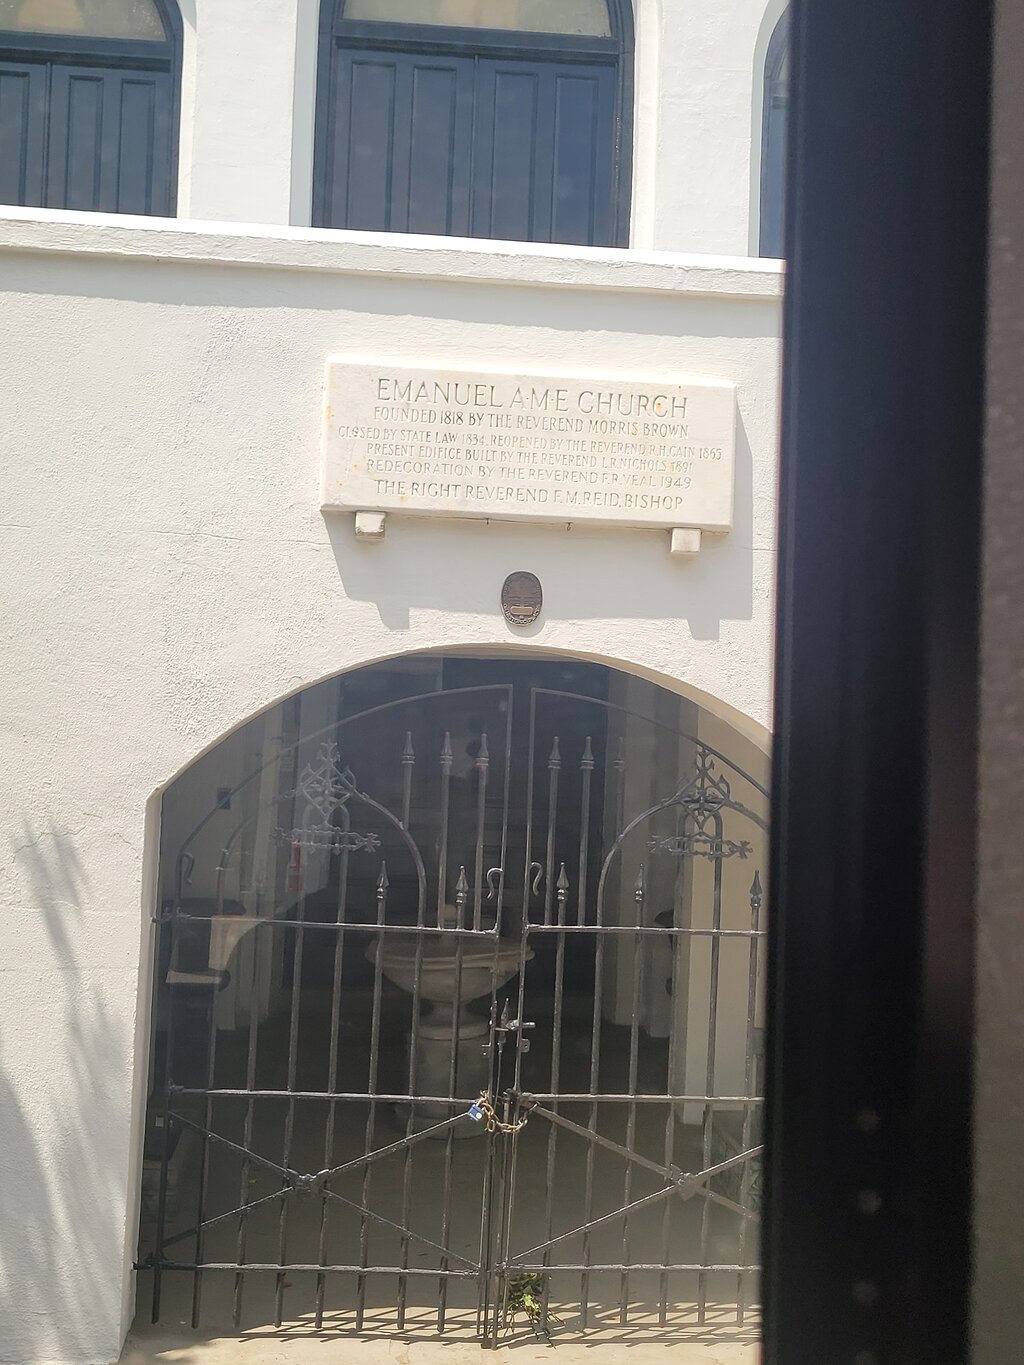 EMANUEL A·M·E CHURCH
FOUNDED 1818 BY THE REVEREND MORRIS BROWN
CLOSED BY STATE LAW 1834. REOPENED BY THE REVEREND R.H. CAIN 1865
PRESENT EDIFICE BUILT BY THE REVEREND L.R. NICHOLS 1891
REDECORATION BY THE REVEREND F.R. VEAL 1949
THE RIGHT REVEREND F. M. REID, BISHOP